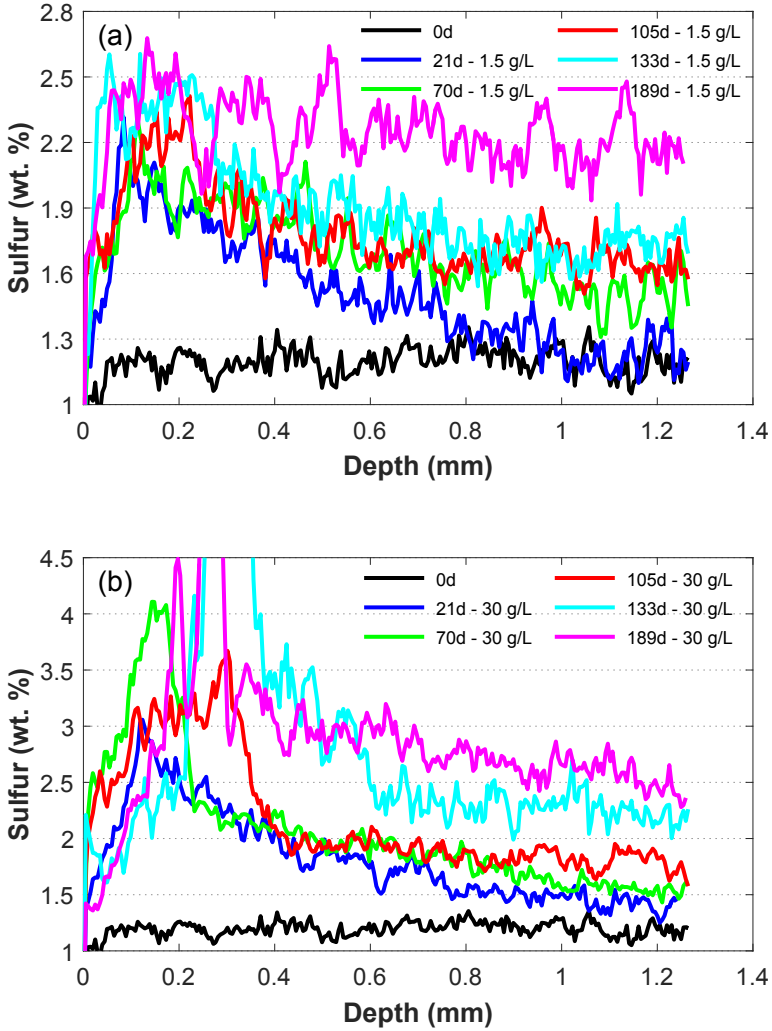 (a)
0d
21d - 1.5 g/L
70d - 1.5 g/L
105d - 1.5 g/L
133d - 1.5 g/L
189d - 1.5 g/L
Sulfur (wt. %)
2.8
2.5
2.2
1.9
1.6
1.3
1
0 0.2 0.4 0.6 0.8 1 1.2 1.4
Depth (mm)
(b)
0d
21d - 30 g/L
70d - 30 g/L
105d - 30 g/L
133d - 30 g/L
189d - 30 g/L
Sulfur (wt. %)
4.5
4
3.5
3
2.5
2
1.5
1
0 0.2 0.4 0.6 0.8 1 1.2 1.4
Depth (mm)